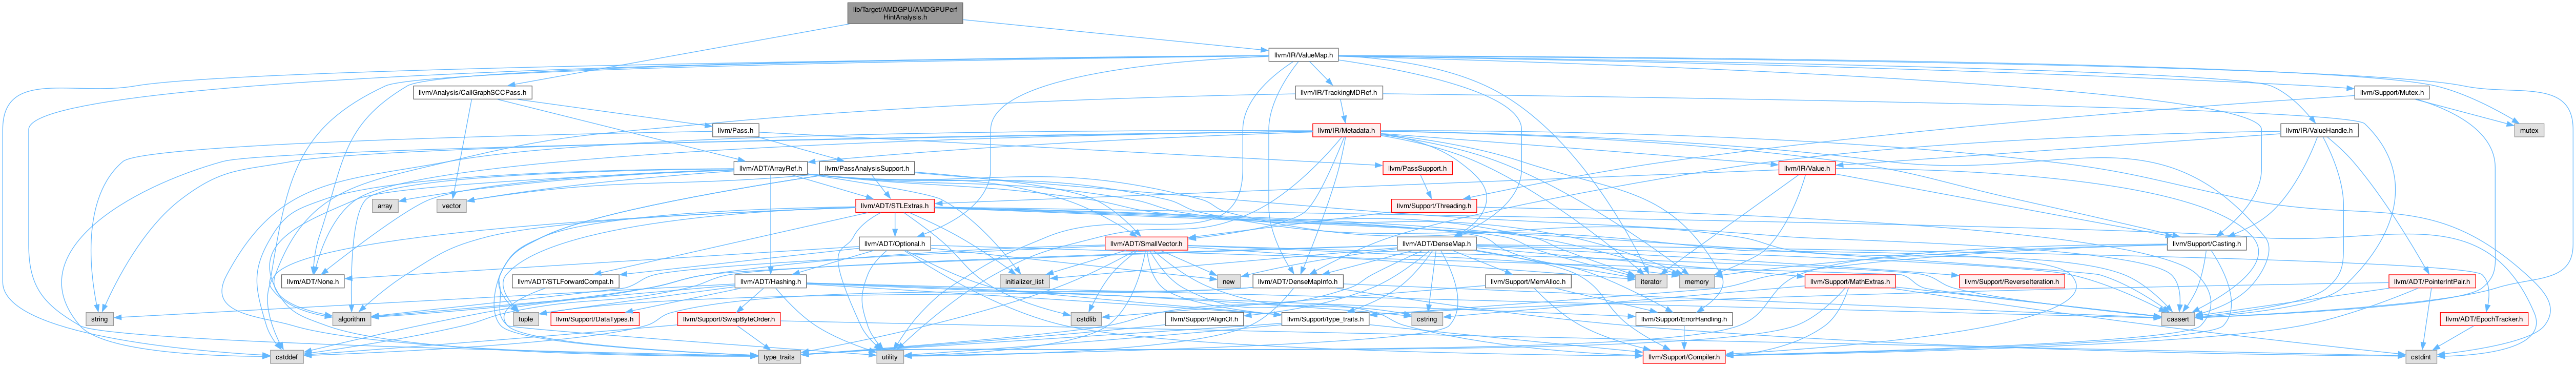 lib/Target/AMDGPU/AMDGPUPerf
HintAnalysis.h
llvm/IR/ValueMap.h
llvm/Analysis/CallGraphSCCPass.h
llvm/IR/TrackingMDRef.h
llvm/Support/Mutex.h
llvm/Pass.h
llvm/IR/Metadata.h
llvm/IR/ValueHandle.h
mutex
llvm/ADT/ArrayRef.h
llvm/PassAnalysisSupport.h
llvm/PassSupport.h
llvm/IR/Value.h
array
vector
llvm/ADT/STLExtras.h
llvm/Support/Threading.h
llvm/ADT/Optional.h
llvm/ADT/SmallVector.h
llvm/ADT/DenseMap.h
llvm/Support/Casting.h
llvm/ADT/None.h
llvm/ADT/STLForwardCompat.h
llvm/ADT/Hashing.h
initializer_list
new
llvm/ADT/DenseMapInfo.h
llvm/Support/MemAlloc.h
iterator
memory
llvm/Support/MathExtras.h
llvm/Support/ReverseIteration.h
llvm/ADT/PointerIntPair.h
string
algorithm
tuple
llvm/Support/DataTypes.h
llvm/Support/SwapByteOrder.h
cstdlib
llvm/Support/AlignOf.h
llvm/Support/type_traits.h
cstring
llvm/Support/ErrorHandling.h
cassert
llvm/ADT/EpochTracker.h
cstddef
type_traits
utility
llvm/Support/Compiler.h
cstdint